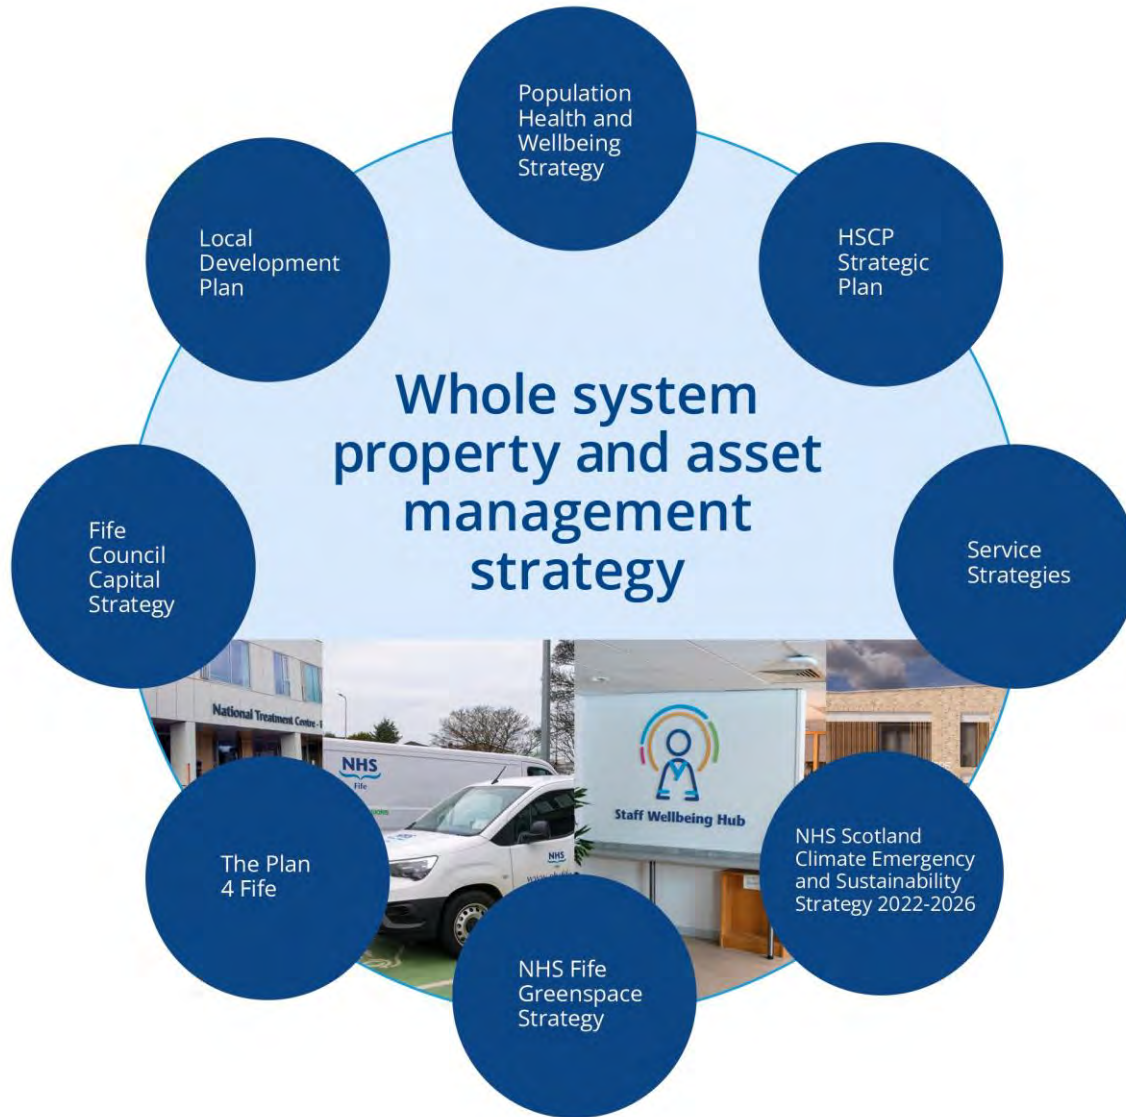 Population
Health and
Wellbeing
Strategy
HSCP
Strategic
Plan
Service
Strategies
NHS Scotland
Climate Emergency
and Sustainability
Strategy 2022-2026
NHS Fife
Greenspace
Strategy
The Plan
4 Fife
Fife
Council
Capital
Strategy
Local
Development
Plan
Whole system
property and asset
management
strategy
National Treatment Centre -
NHS
Fife
NHS
Staff Wellbeing Hub